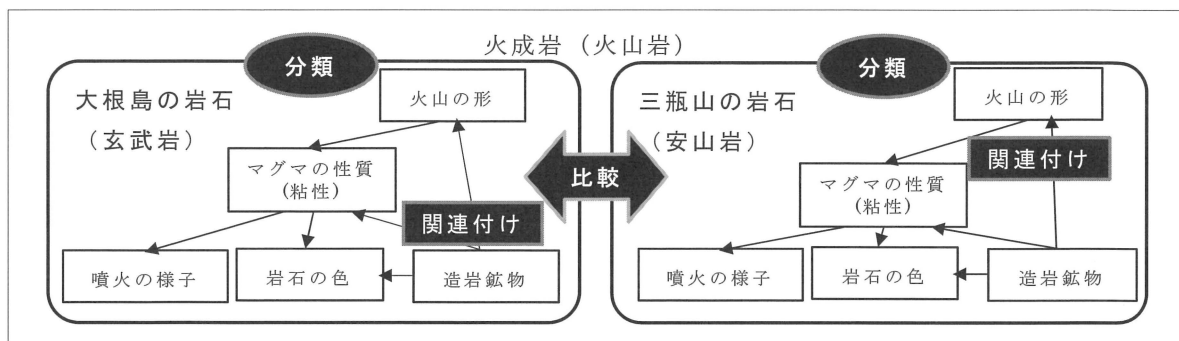 火成岩（火山岩）
分類
大根島の岩石
（玄武岩）
火山の形
マグマの性質
(粘性)
関連付け
噴火の様子
岩石の色
造岩鉱物
比較
分類
三瓶山の岩石
（安山岩）
火山の形
関連付け
マグマの性質
(粘性)
噴火の様子
岩石の色
造岩鉱物